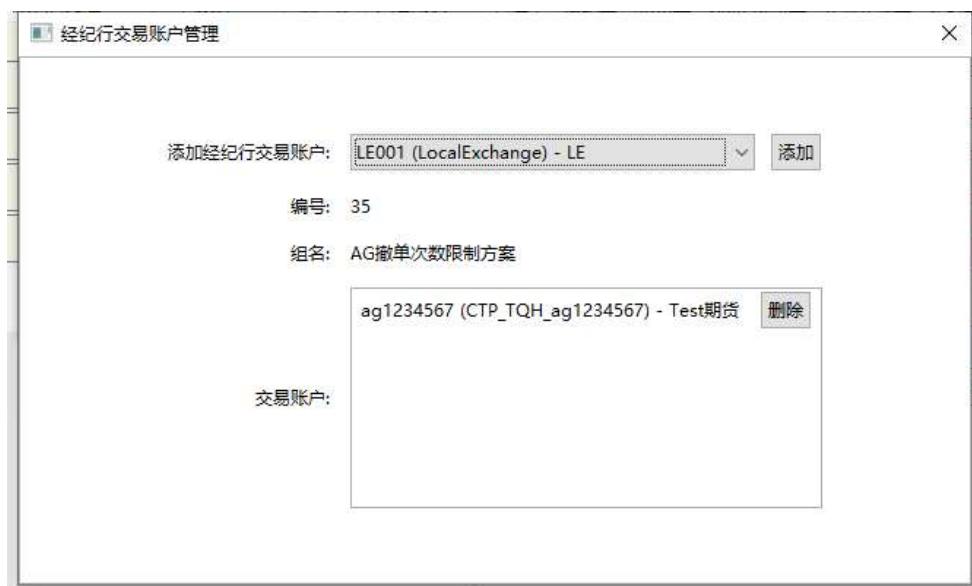 经纪行交易账户管理
添加经纪行交易账户: LE001 (LocalExchange) - LE 添加
编号: 35
组名: AG撤单次数限制方案
ag1234567 (CTP_TQH_ag1234567) - Test期货 删除
交易账户: